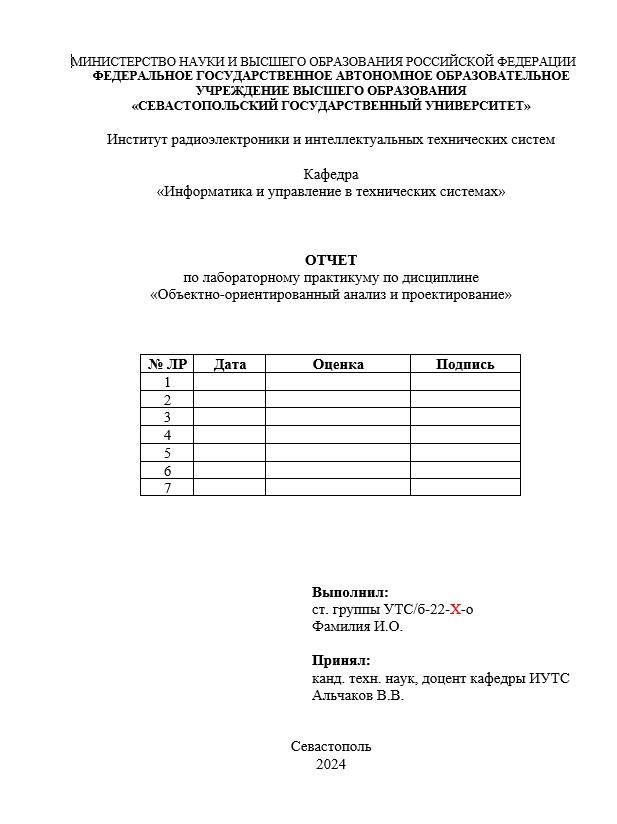 МИНИСТЕРСТВО НАУКИ И ВЫСШЕГО ОБРАЗОВАНИЯ РОССИЙСКОЙ ФЕДЕРАЦИИ
ФЕДЕРАЛЬНОЕ ГОСУДАРСТВЕННОЕ АВТОНОМНОЕ ОБРАЗОВАТЕЛЬНОЕ
УЧРЕЖДЕНИЕ ВЫСШЕГО ОБРАЗОВАНИЯ
«СЕВАСТОПОЛЬСКИЙ ГОСУДАРСТВЕННЫЙ УНИВЕРСИТЕТ»
Институт радиоэлектроники и интеллектуальных технических систем
Кафедра
«Информатика и управление в технических системах»
ОТЧЕТ
по лабораторному практикуму по дисциплине
«Объектно-ориентированный анализ и проектирование»
№ ЛР Дата Оценка Подпись
1
2
3
4
5
6
7
Выполнил:
ст. группы УТС/б-22-Х-о
Фамилия И.О.
Принял:
канд. техн. наук, доцент кафедры ИУТС
Альчаков В.В.
Севастополь
2024